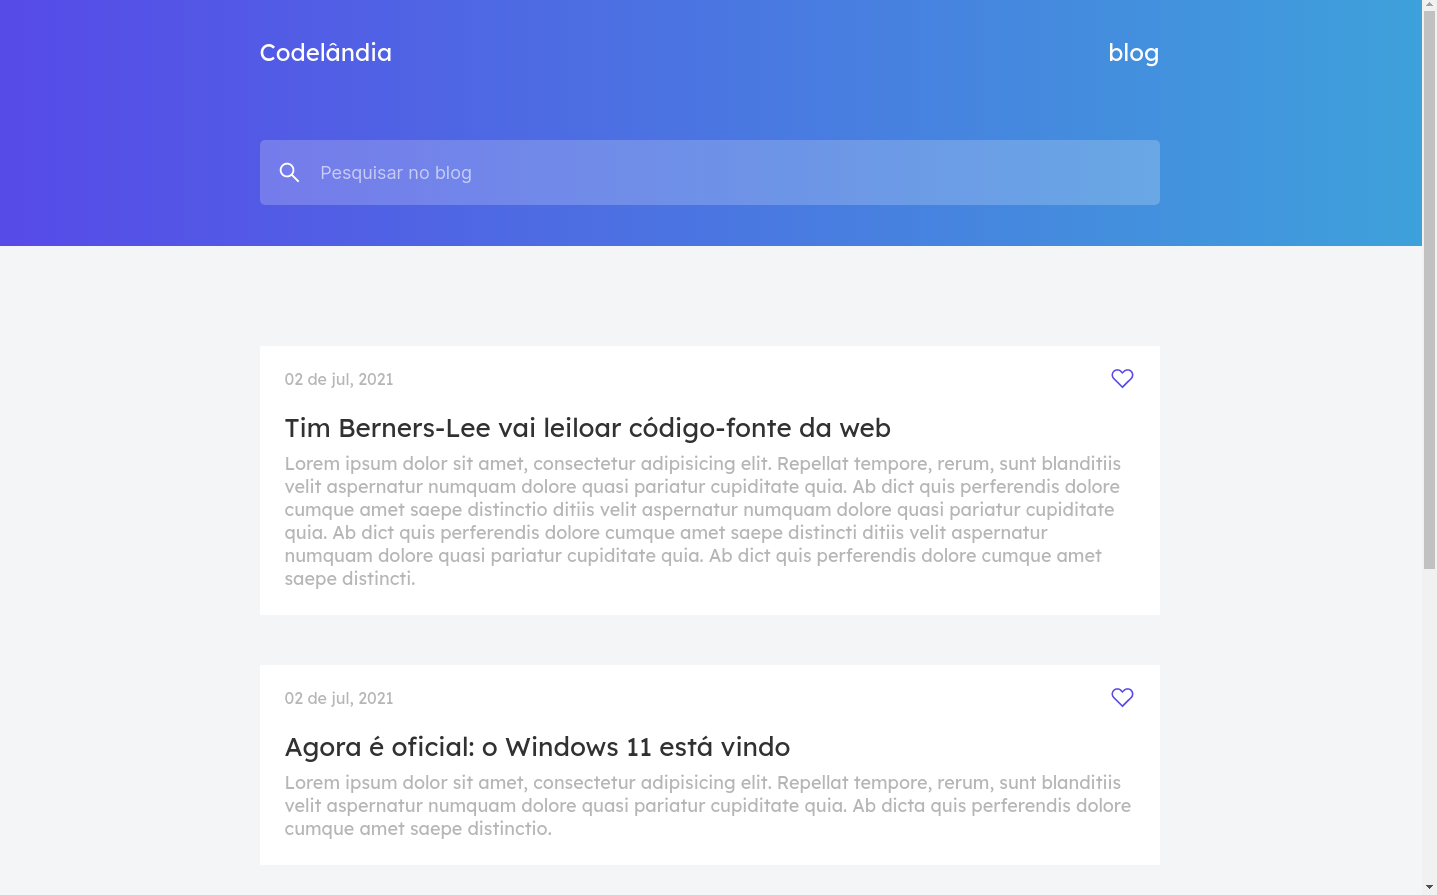 Codelândia
blog
Pesquisar no blog
02 de jul, 2021
Tim Berners-Lee vai leiloar código-fonte da web
Lorem ipsum dolor sit amet, consectetur adipisicing elit. Repellat tempore, rerum, sunt blanditiis
velit aspernatur numquam dolore quasi pariatur cupiditate quia. Ab dict quis perferendis dolore
cumque amet saepe distinctio ditiis velit aspernatur numquam dolore quasi pariatur cupiditate
quia. Ab dict quis perferendis dolore cumque amet saepe distincti ditiis velit aspernatur
numquam dolore quasi pariatur cupiditate quia. Ab dict quis perferendis dolore cumque amet
saepe distincti.
02 de jul, 2021
Agora é oficial: o Windows 11 está vindo
Lorem ipsum dolor sit amet, consectetur adipisicing elit. Repellat tempore, rerum, sunt blanditiis
velit aspernatur numquam dolore quasi pariatur cupiditate quia. Ab dicta quis perferendis dolore
cumque amet saepe distinctio.